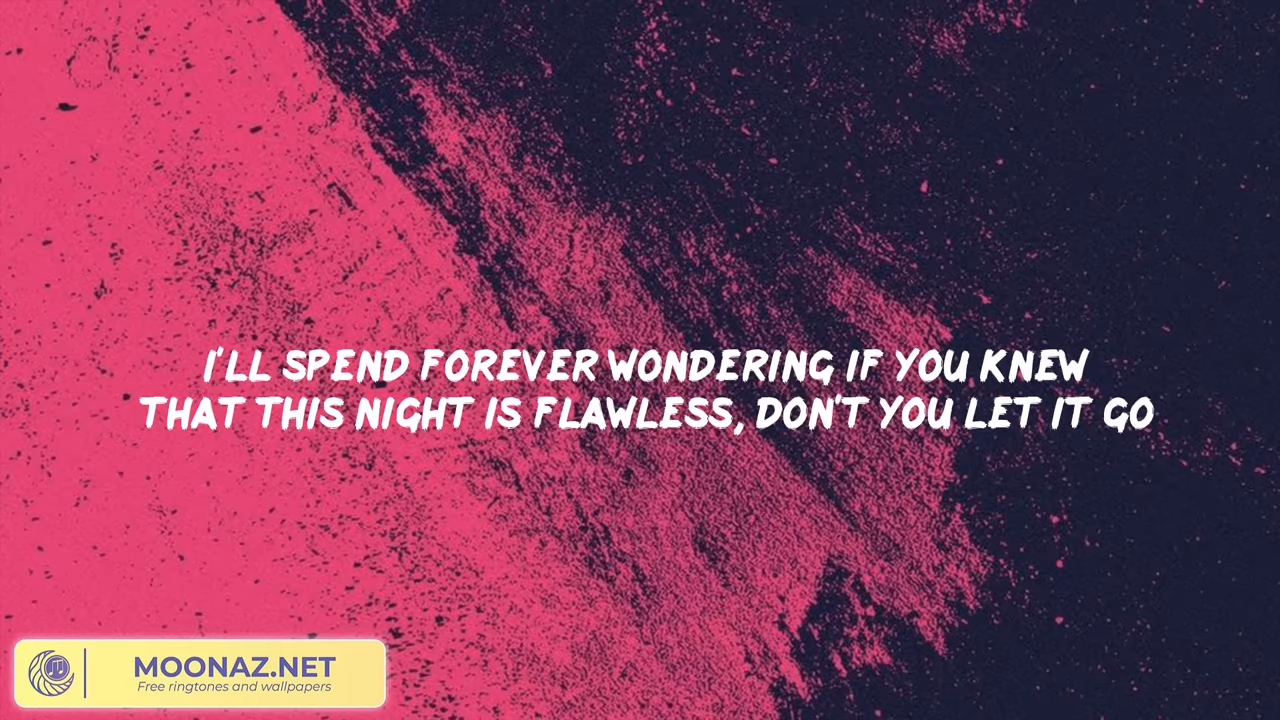 I'LL SPEND FOREVER WONDERING IF YOU KNEW
THAT THIS NIGHT IS FLAWLESS, DON'T YOU LET IT GO
MOONAZ.NET
Free ringtones and wallpapers